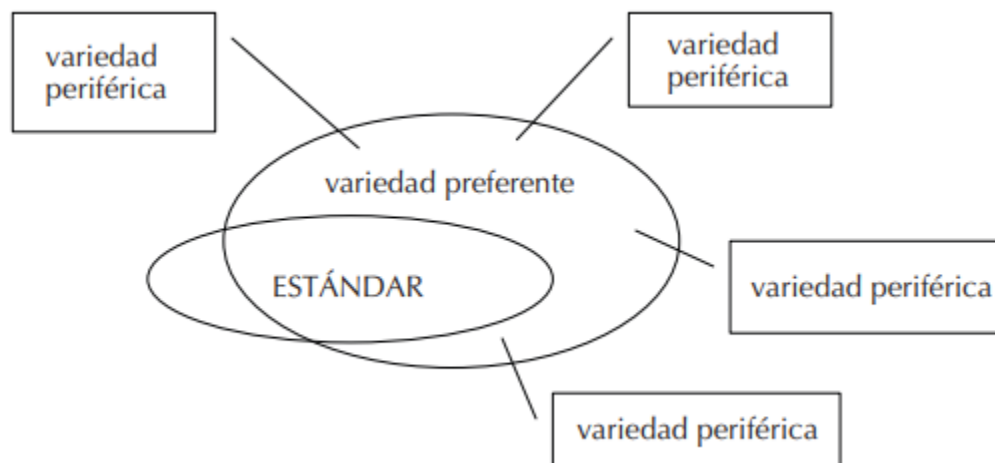 variedad
periférica
variedad
periférica
variedad preferente
ESTÁNDAR
variedad periférica
variedad periférica